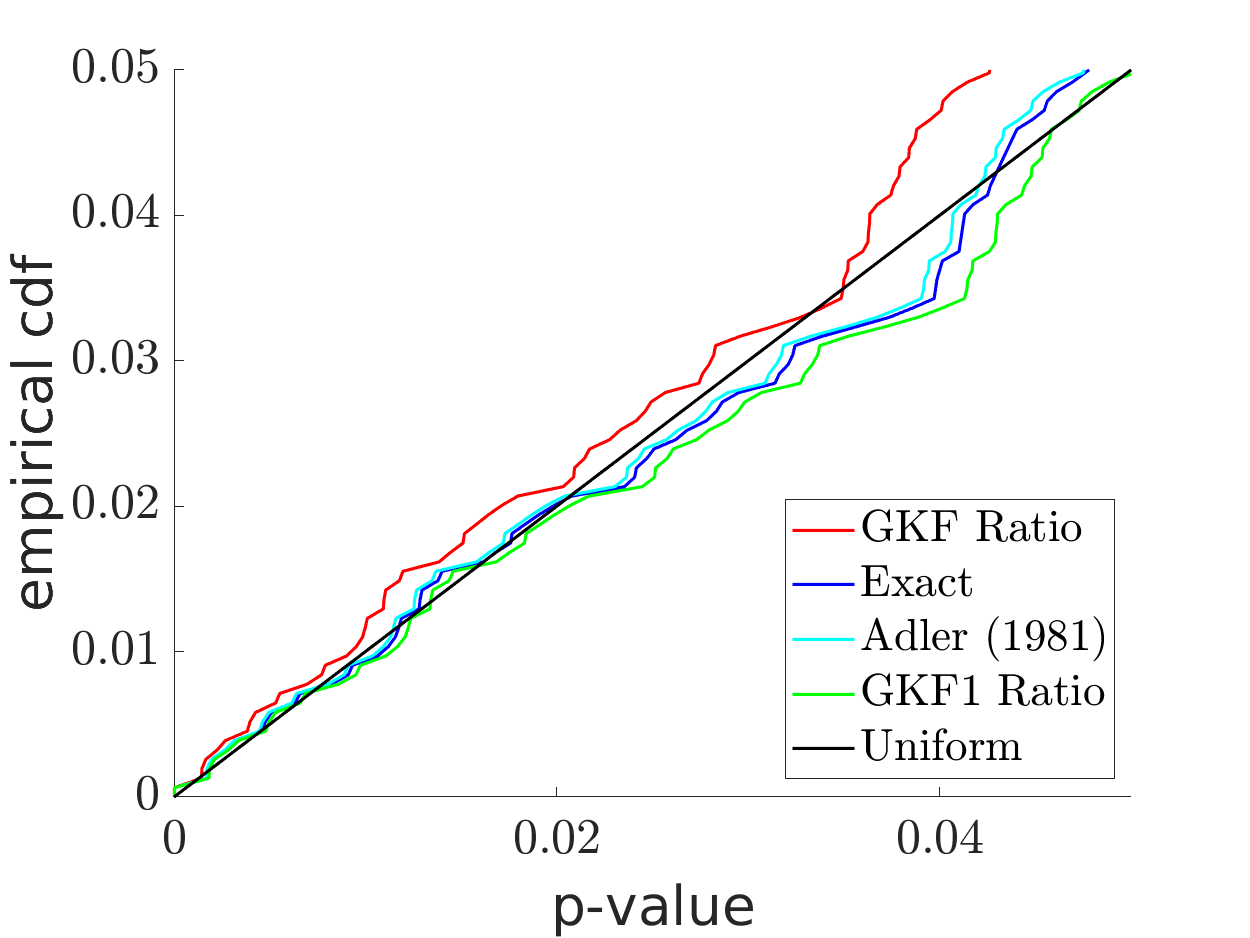 0.05
0.04
0.03
0.02
0.01
0
empirical cdf
0
0.02
0.04
p-value
GKF Ratio
Exact
Adler (1981)
GKF1 Ratio
Uniform